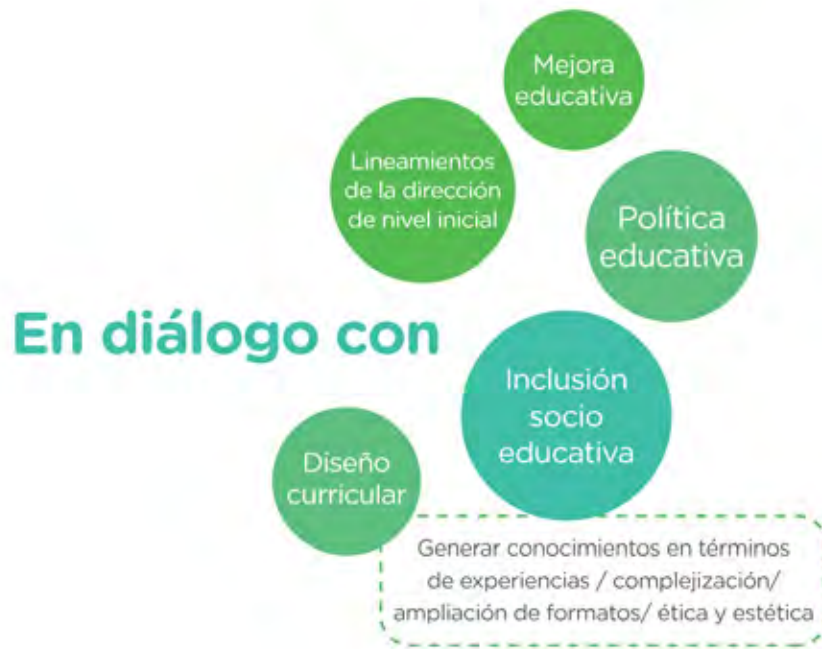 Mejora
educativa
Lineamientos
de la dirección
de nivel inicial
Política
educativa
En diálogo con
Inclusión
socio
educativa
Diseño
curricular
Generar conocimientos en términos
de experiencias / complejización/
ampliación de formatos/ ética y estética